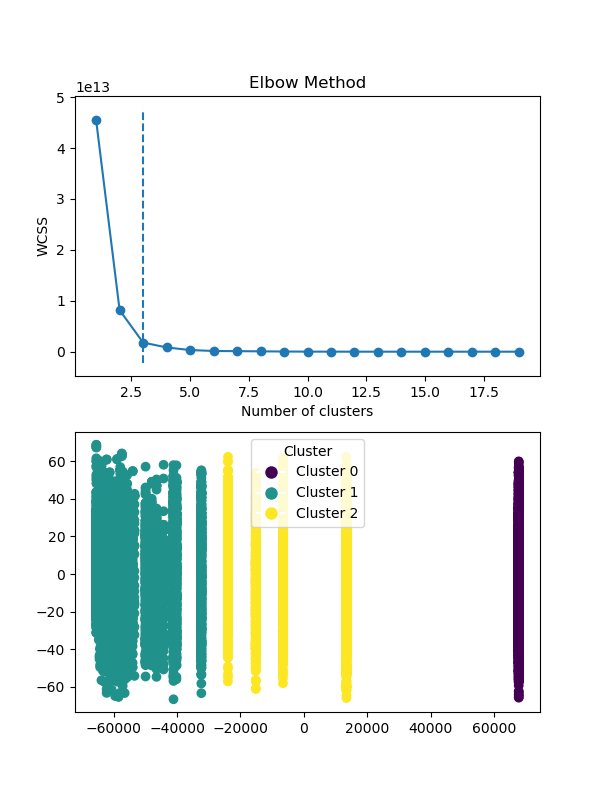 Elbow Method
1e13
5
4
3
2
1
0
WCSS
2.5 5.0 7.5 10.0 12.5 15.0 17.5
Number of clusters
60
40
20
0
−20
−40
−60
Cluster
Cluster 0
Cluster 1
Cluster 2
−60000 −40000 −20000 0 20000 40000 60000